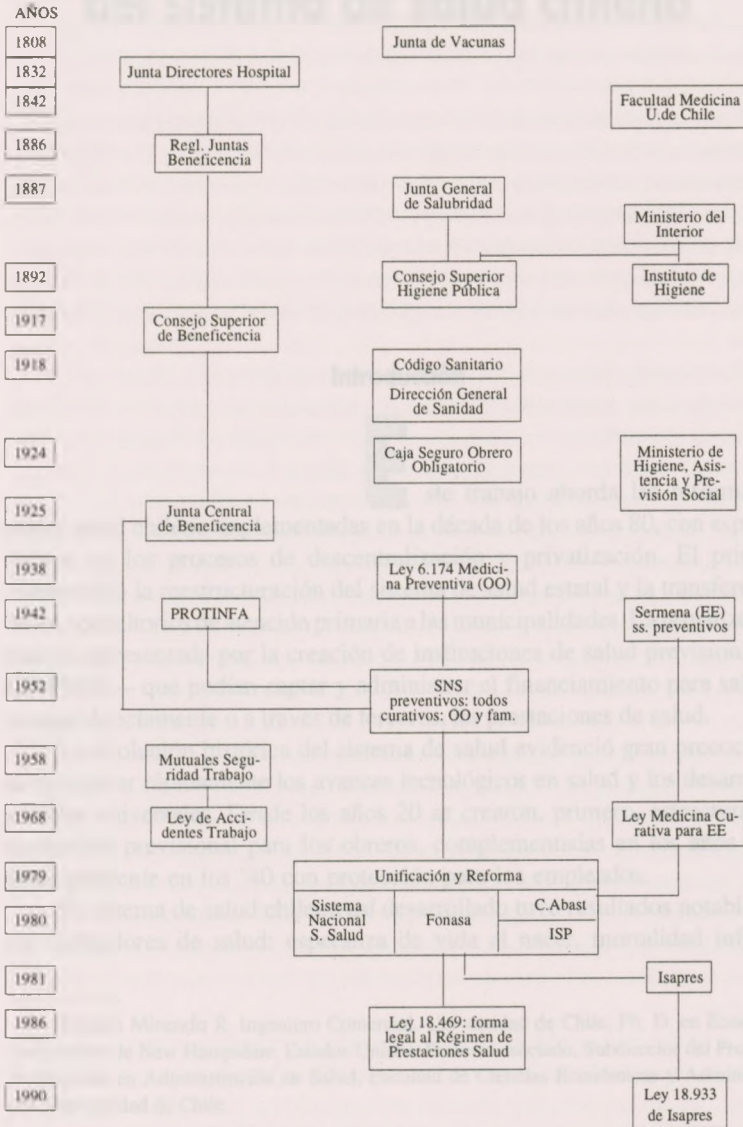 AÑOS
1808
Junta de Vacunas
1832
Junta Directores Hospital
1842
Facultad Medicina
U.de Chile
1886
Regl. Juntas
Beneficencia
1887
Junta General
de Salubridad
Ministerio del
Interior
1892
Consejo Superior
Higiene Pública
Instituto de
Higiene
1917
Consejo Superior
de Beneficencia
1918
Código Sanitario
Dirección General
de Sanidad
1924
Caja Seguro Obrero
Obligatorio
Ministerio de
Higiene, Asis-
tencia y Pre-
visión Social
1925
Junta Central
de Beneficencia
1938
Ley 6.174 Medici-
na Preventiva (OO)
1942
PROTINFA
Sermena (EE)
ss. preventivos
1952
SNS
preventivos: todos
curativos: OO y fam.
1958
Mutuales Segu-
ridad Trabajo
1968
Ley de Acci-
dentes Trabajo
Ley Medicina Cu-
rativa para EE
1979
Unificación y Reforma
1980
Sistema
Nacional
S. Salud
Fonasa
C.Abast
ISP
1981
Isapres
1986
Ley 18.469: forma
legal al Régimen de
Prestaciones Salud
1990
Ley 18.933
de Isapres